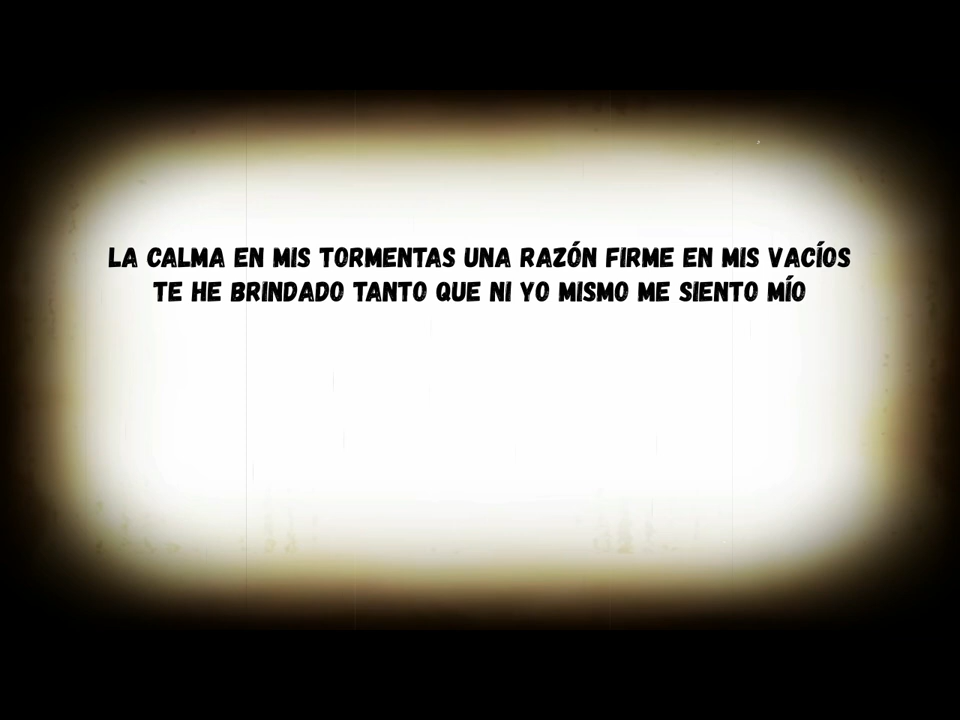 LA CALMA EN MIS TORMENTAS UNA RAZÓN FIRME EN MIS VACÍOS
TE HE BRINDADO TANTO QUE NI YO MISMO ME SIENTO MÍO